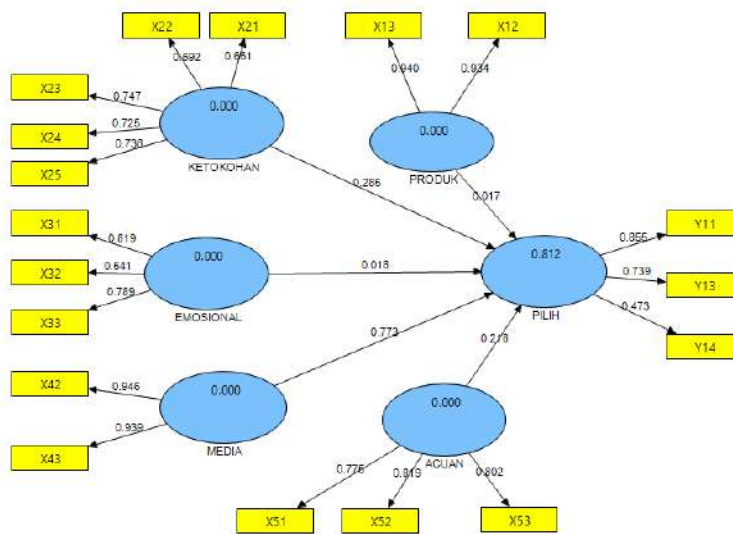 X22
X21
X13
X12
0.692
0.661
0.940
0.934
X23
0.747
0.000
X24
0.725
0.000
X25
0.738
KETOKOHAN
PRODUK
0.286
0.017
X31
0.819
0.000
0.812
0.855
Y11
X32
0.641
0.018
0.739
Y13
X33
0.789
EMOSIONAL
PILIH
0.473
Y14
0.773
0.218
X42
0.946
0.000
0.000
X43
0.939
MEDIA
ACUAN
0.775
0.819
0.802
X51
X52
X53